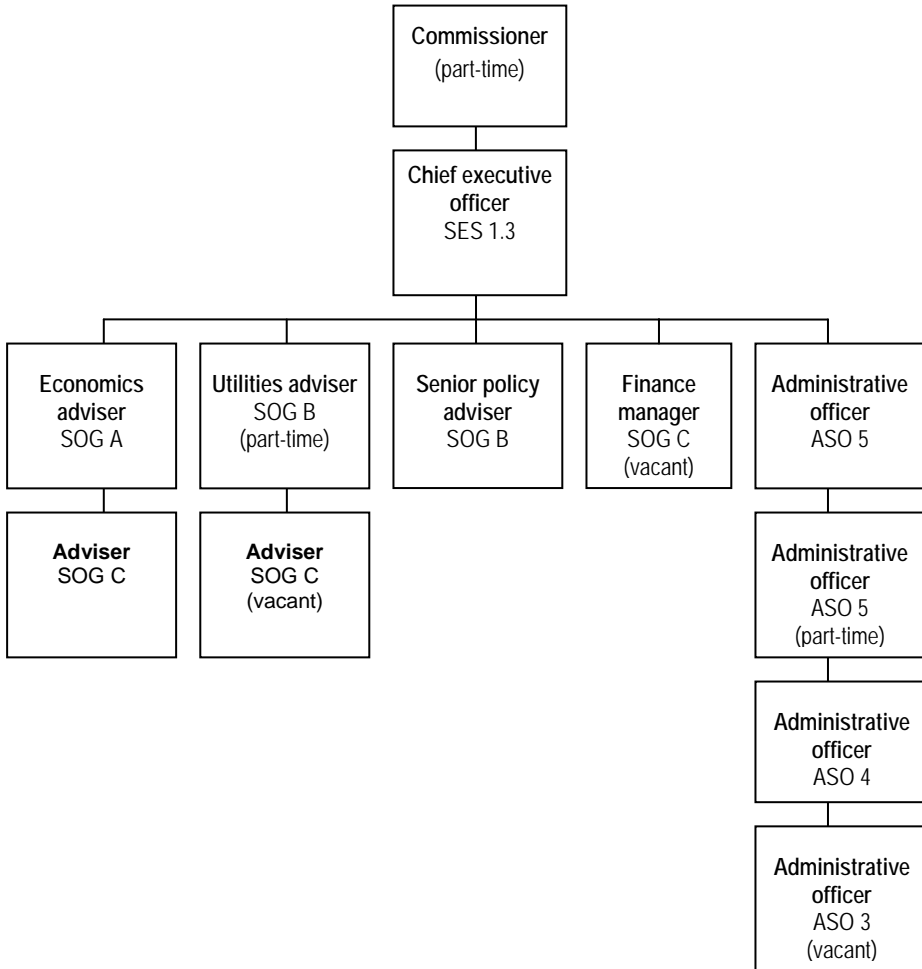 Commissioner
(part-time)
Chief executive
officer
SES 1.3
Economics
adviser
SOG A
Utilities adviser
SOG B
(part-time)
Senior policy
adviser
SOG B
Finance
manager
SOG C
(vacant)
Administrative
officer
ASO 5
Adviser
SOG C
Adviser
SOG C
(vacant)
Administrative
officer
ASO 5
(part-time)
Administrative
officer
ASO 4
Administrative
officer
ASO 3
(vacant)